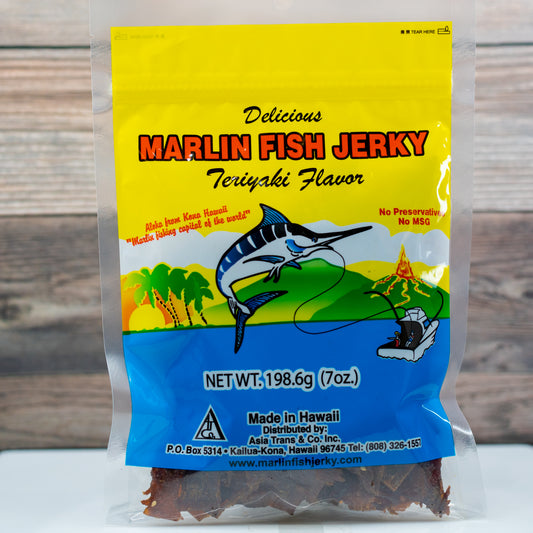 TEAR HERE
Delicious
MARLIN FISH JERKY
Teriyaki Flavor
Aloha from Kona Hawaii
"Marlin fishing capital of the world"
No Preservatives
No MSG
NET WT. 198.6g (7oz.)
Made in Hawaii
Distributed by:
Asia Trans & Co. Inc.
P.O. Box 5314 • Kailua-Kona, Hawaii 96745 Tel: (808) 326-1557
www.marlinfishjerky.com